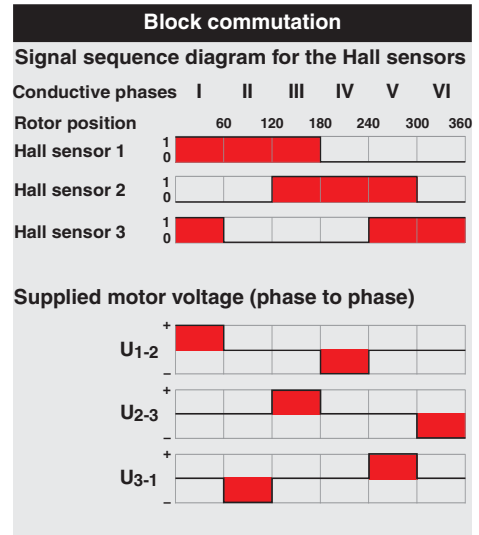 Block commutation
Signal sequence diagram for the Hall sensors
Conductive phases I II III IV V VI
Rotor position 60 120 180 240 300 360
Hall sensor 1 1 0
Hall sensor 2 1 0
Hall sensor 3 1 0
Supplied motor voltage (phase to phase)
U1-2 + –
U2-3 + –
U3-1 + –